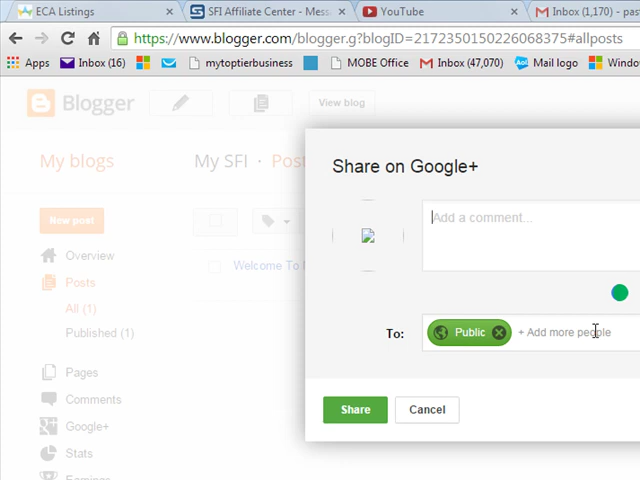 ECA Listings
SFI Affiliate Center - Mess
YouTube
Inbox (1,170) - pas
https://www.blogger.com/blogger.g?blogID=2172350150226068375#allposts
Apps Inbox (16) mytoptierbusiness MOBE Office Inbox (47,070) Mail logo Window
Blogger
View blog
My blogs
My SFI · Post
Share on Google+
New post
Add a comment...
Overview
Welcome To
Posts
All (1)
Published (1)
To: Public + Add more people
Pages
Comments
Share Cancel
Google+
Stats